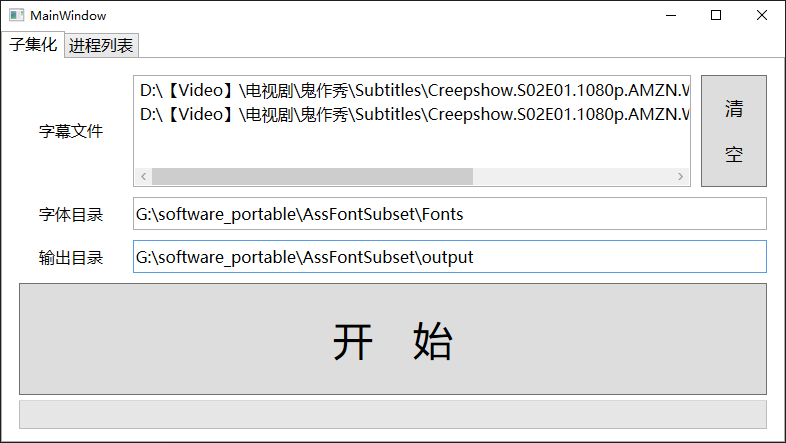 MainWindow
子集化 进程列表
字幕文件
D:\【Video】\电视剧\鬼作秀\Subtitles\Creepshow.S02E01.1080p.AMZN.W
D:\【Video】\电视剧\鬼作秀\Subtitles\Creepshow.S02E01.1080p.AMZN.W
清
空
字体目录 G:\software_portable\AssFontSubset\Fonts
输出目录 G:\software_portable\AssFontSubset\output
开 始